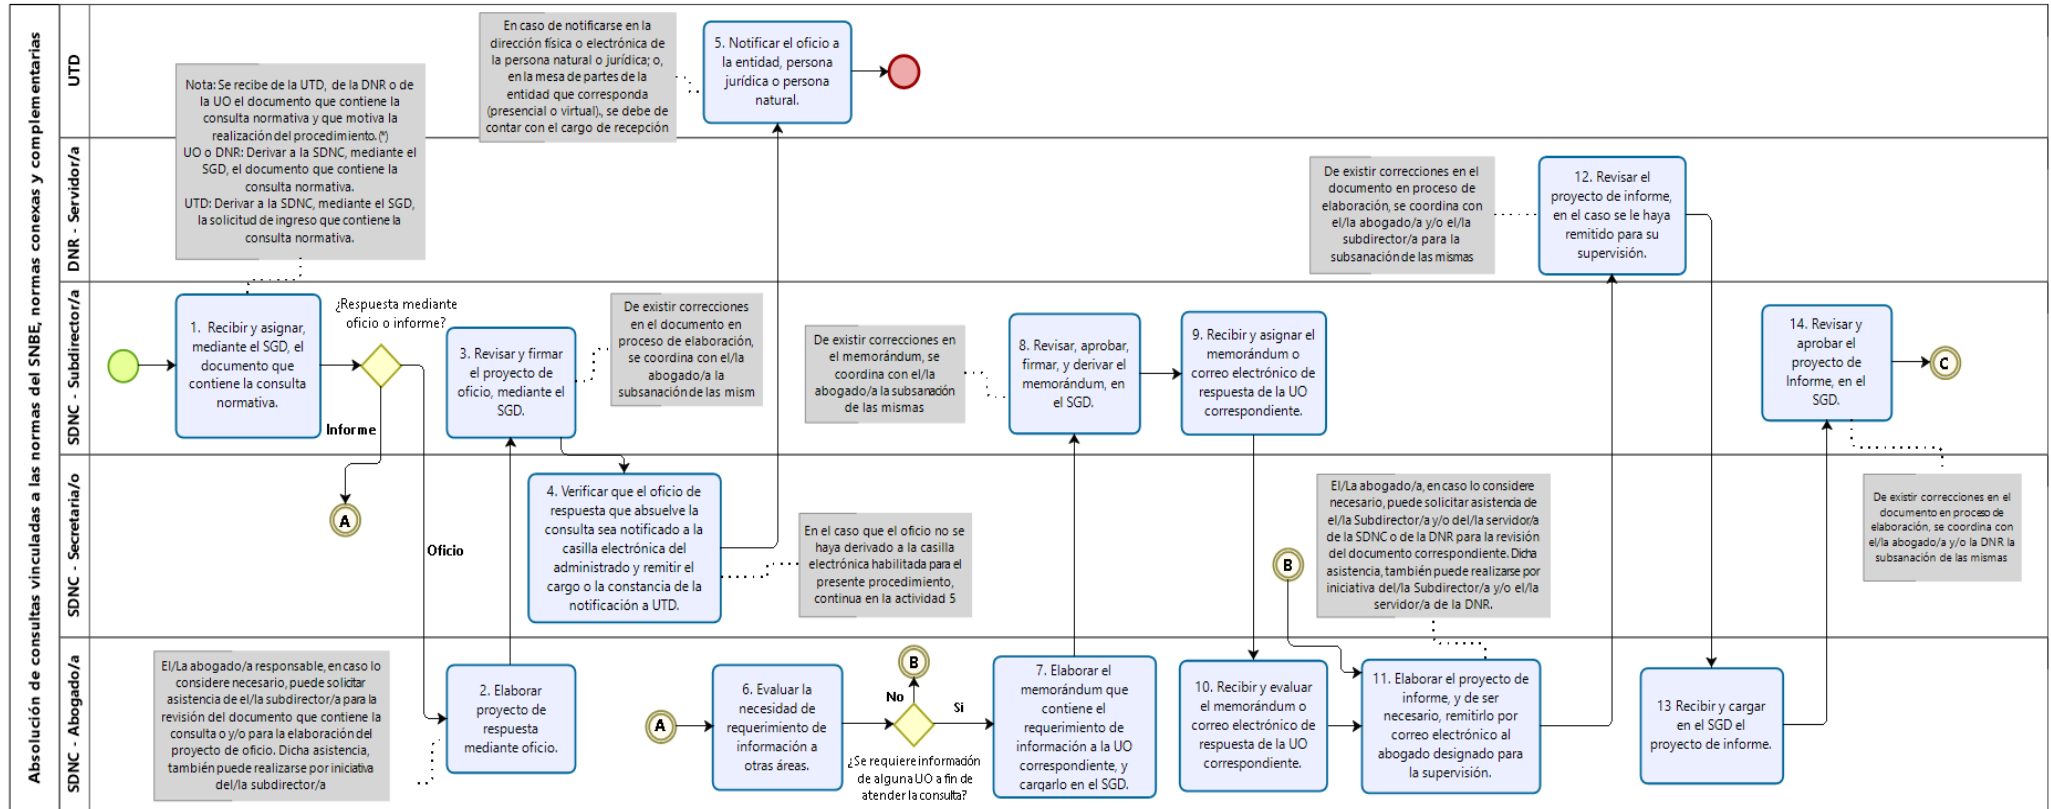 Absolución de consultas vinculadas a las normas del SNBE, normas conexas y complementarias
UTD
En caso de notificarse en la
dirección física o electrónica de
la persona natural o jurídica; o,
en la mesa de partes de la
entidad que corresponda
(presencial o virtual), se debe de
contar con el cargo de recepción
5. Notificar el oficio a
la entidad, persona
jurídica o persona
natural.
DNR - Servidor/a
Nota: Se recibe de la UTD, de la DNR o de
la UO el documento que contiene la
consulta normativa y que motiva la
realización del procedimiento. (*)
UO o DNR: Derivar a la SDNC, mediante el
SGD, el documento que contiene la
consulta normativa.
UTD: Derivar a la SDNC, mediante el SGD,
la solicitud de ingreso que contiene la
consulta normativa.
De existir correcciones en el
documento en proceso de
elaboración, se coordina con
el/la abogado/a y/o el/la
subdirector/a para la
subsanación de las mismas
12. Revisar el
proyecto de informe,
en el caso se le haya
remitido para su
supervisión.
SDNC - Subdirector/a
1. Recibir y asignar,
mediante el SGD, el
documento que
contiene la consulta
normativa.
¿Respuesta mediante
oficio o informe?
Informe
Oficio
3. Revisar y firmar
el proyecto de
oficio, mediante el
SGD.
De existir correcciones
en el documento en
proceso de elaboración,
se coordina con el/la
abogado/a la
subsanación de las mism
De existir correcciones en
el memorándum, se
coordina con el/la
abogado/a la subsanación
de las mismas
8. Revisar, aprobar,
firmar, y derivar el
memorándum, en
el SGD.
9. Recibir y asignar el
memorándum o
correo electrónico de
respuesta de la UO
correspondiente.
14. Revisar y
aprobar el
proyecto de
Informe, en el
SGD.
C
SDNC - Secretaria/o
A
4. Verificar que el oficio de
respuesta que absuelve la
consulta sea notificado a la
casilla electrónica del
administrado y remitir el
cargo o la constancia de la
notificación a UTD.
En el caso que el oficio no se
haya derivado a la casilla
electrónica habilitada para el
presente procedimiento,
continua en la actividad 5
B
El/La abogado/a, en caso lo considere
necesario, puede solicitar asistencia de
el/la Subdirector/a y/o del/la servidor/a
de la SDNC o de la DNR para la revisión
del documento correspondiente. Dicha
asistencia, también puede realizarse por
iniciativa del/la Subdirector/a y/o el/la
servidor/a de la DNR.
De existir correcciones en el
documento en proceso de
elaboración, se coordina con
el/la abogado/a y/o la DNR la
subsanación de las mismas
SDNC - Abogado/a
El/La abogado/a responsable, en caso lo
considere necesario, puede solicitar
asistencia de el/la subdirector/a para la
revisión del documento que contiene la
consulta o y/o para la elaboración del
proyecto de oficio. Dicha asistencia,
también puede realizarse por iniciativa
del/la subdirector/a
2. Elaborar
proyecto de
respuesta
mediante oficio.
A
6. Evaluar la
necesidad de
requerimiento de
información a
otras áreas.
B
No
Si
¿Se requiere información
de alguna UO a fin de
atender la consulta?
7. Elaborar el
memorándum que
contiene el
requerimiento de
información a la UO
correspondiente, y
cargarlo en el SGD.
10. Recibir y evaluar
el memorándum o
correo electrónico de
respuesta de la UO
correspondiente.
11. Elaborar el proyecto de
informe, y de ser
necesario, remitirlo por
correo electrónico al
abogado designado para
la supervisión.
13 Recibir y cargar
en el SGD el
proyecto de informe.